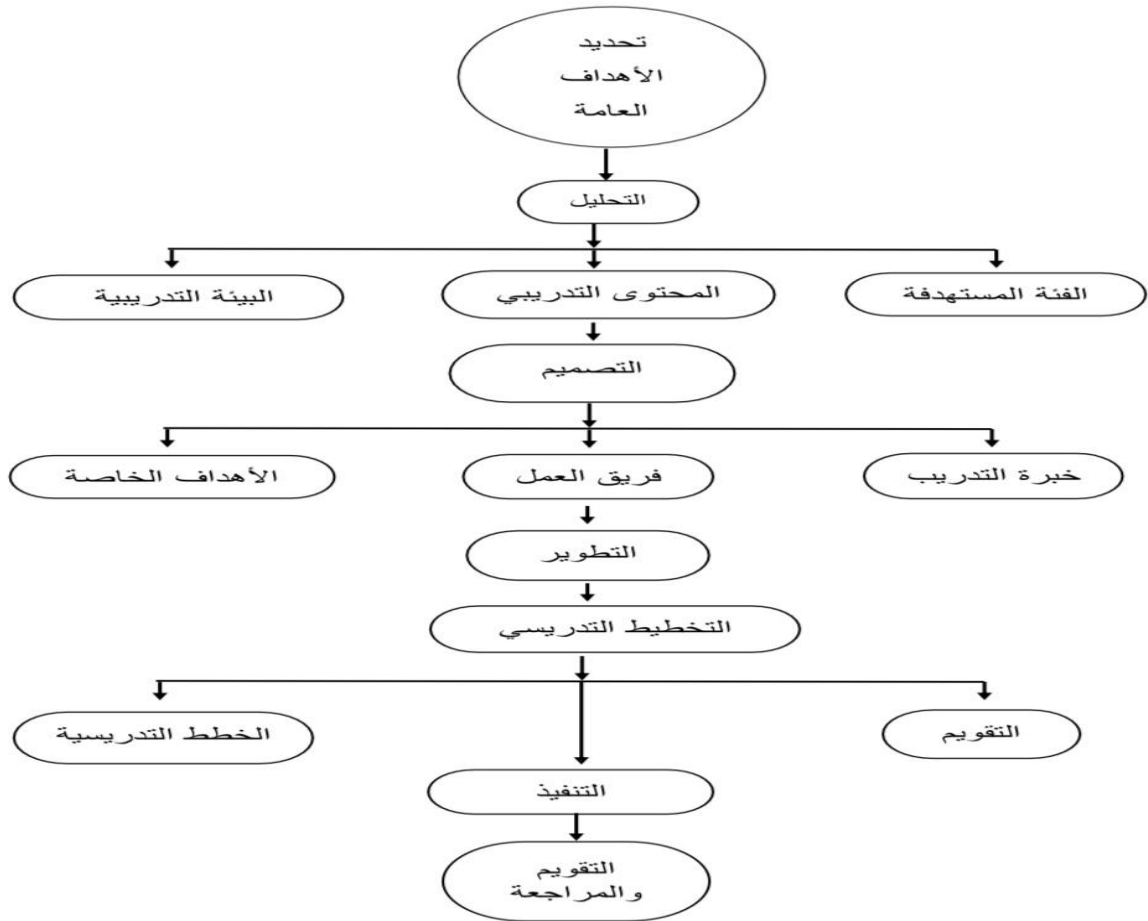 تحديد
الأهداف
العامة
التحليل
الفئة المستهدفة
المحتوى التدريبي
البيئة التدريبية
التصميم
خبرة التدريب
فريق العمل
الأهداف الخاصة
التطوير
التخطيط التدريسي
التقويم
الخطط التدريسية
التنفيذ
التقويم
والمراجعة